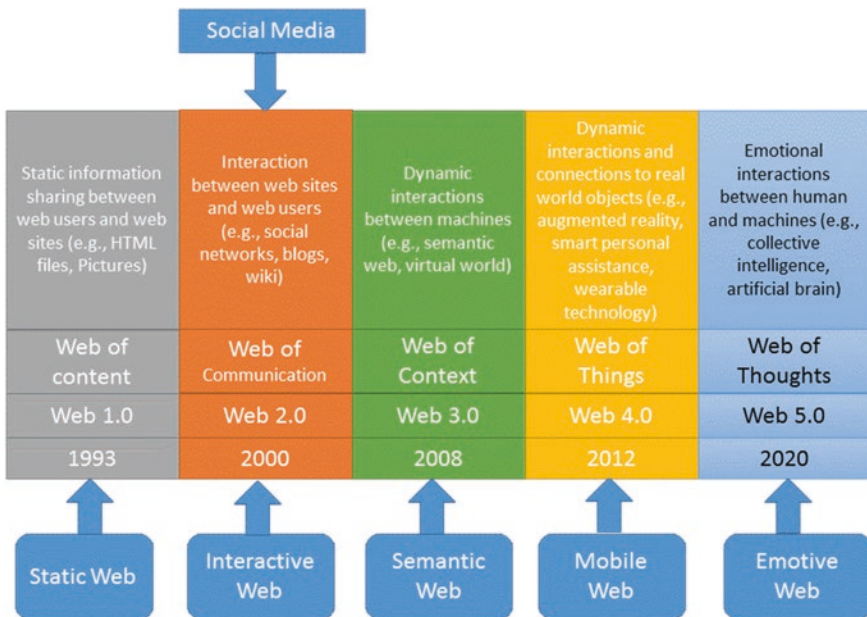 Social Media
Static information
sharing between
web users and web
sites (e.g., HTML
files, Pictures)
Interaction
between web sites
and web users
(e.g., social
networks, blogs,
wiki)
Dynamic
interactions
between machines
(e.g., semantic
web, virtual world)
Dynamic
interactions and
connections to real
world objects (e.g.,
augmented reality,
smart personal
assistance,
wearable
technology)
Emotional
interactions
between human
and machines (e.g.,
collective
intelligence,
artificial brain)
Web of
content
Web of
Communication
Web of
Context
Web of
Things
Web of
Thoughts
Web 1.0
Web 2.0
Web 3.0
Web 4.0
Web 5.0
1993
2000
2008
2012
2020
Static Web
Interactive
Web
Semantic
Web
Mobile
Web
Emotive
Web